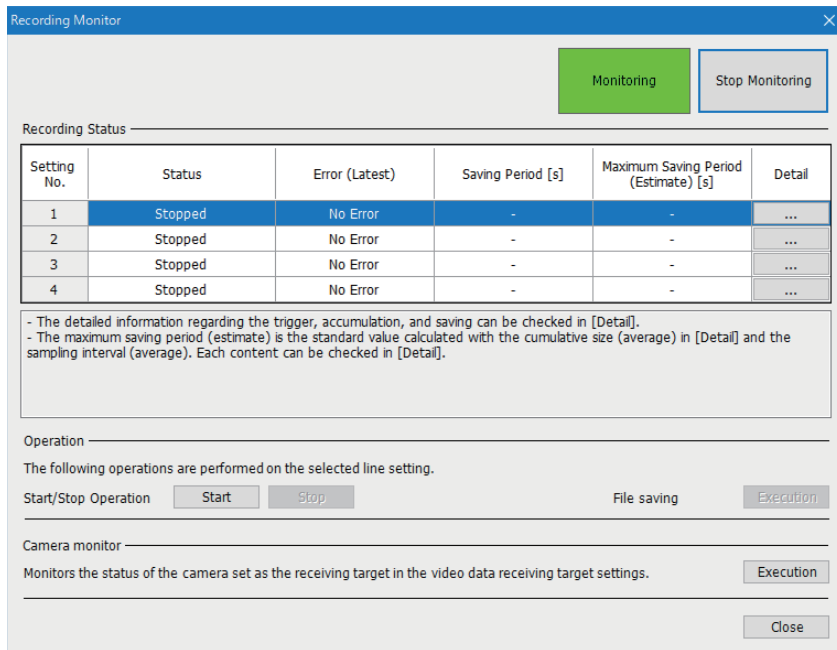 Recording Monitor
Monitoring
Stop Monitoring
Recording Status
Setting No.
Status
Error (Latest)
Saving Period [s]
Maximum Saving Period (Estimate) [s]
Detail
1 Stopped No Error - - ...
2 Stopped No Error - - ...
3 Stopped No Error - - ...
4 Stopped No Error - - ...
- The detailed information regarding the trigger, accumulation, and saving can be checked in [Detail].
- The maximum saving period (estimate) is the standard value calculated with the cumulative size (average) in [Detail] and the
sampling interval (average). Each content can be checked in [Detail].
Operation
The following operations are performed on the selected line setting.
Start/Stop Operation Start Stop File saving Execution
Camera monitor
Monitors the status of the camera set as the receiving target in the video data receiving target settings. Execution
Close